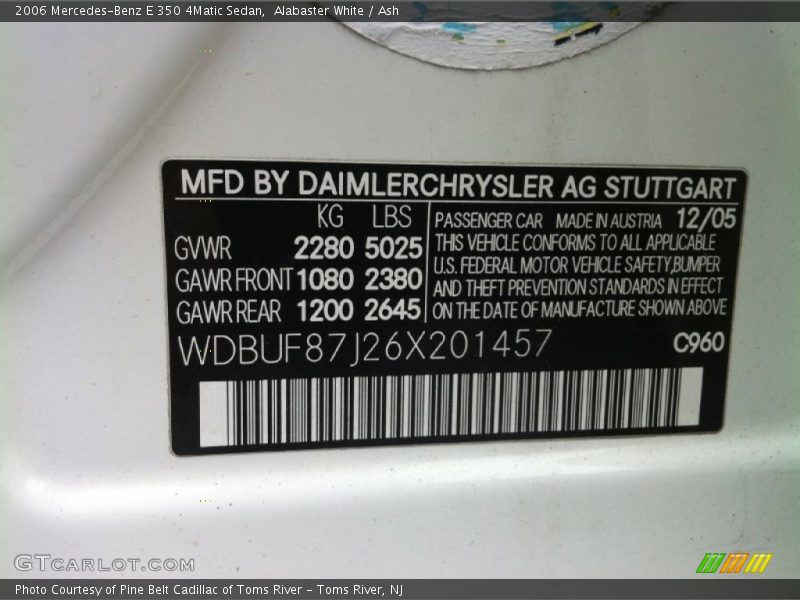 2006 Mercedes-Benz E 350 4Matic Sedan,  Alabaster White / Ash
MFD BY DAIMLERCHRYSLER AG STUTTGART
KG LBS
GVWR 2280 5025
GAWR FRONT 1080 2380
GAWR REAR 1200 2645
PASSENGER CAR MADE IN AUSTRIA 12/05
THIS VEHICLE CONFORMS TO ALL APPLICABLE
U.S. FEDERAL MOTOR VEHICLE SAFETY,BUMPER
AND THEFT PREVENTION STANDARDS IN EFFECT
ON THE DATE OF MANUFACTURE SHOWN ABOVE
WDBUF87J26X201457 C960
GTCARLOT.COM
Photo Courtesy of Pine Belt Cadillac of Toms River – Toms River, NJ